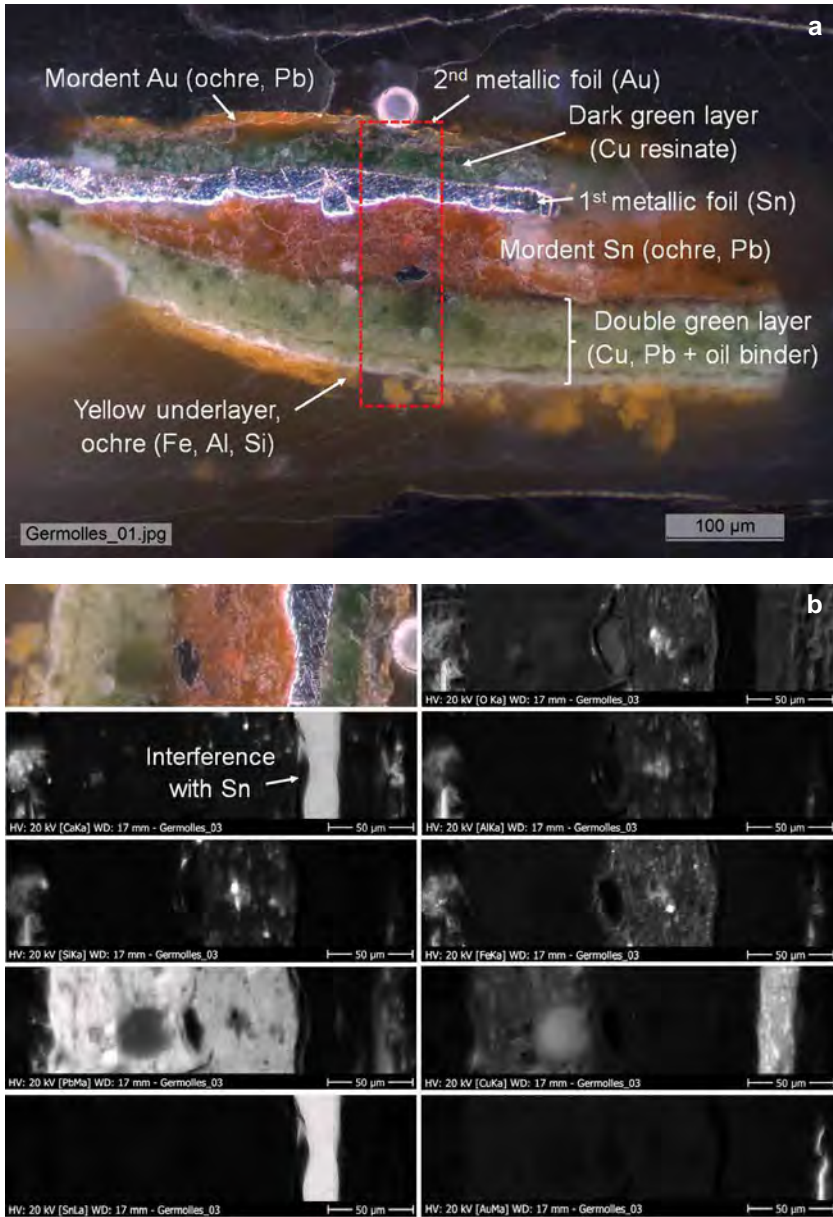 a
Mordent Au (ochre, Pb)
2nd metallic foil (Au)
Dark green layer
(Cu resinate)
1st metallic foil (Sn)
Mordent Sn (ochre, Pb)
Double green layer
(Cu, Pb + oil binder)
Yellow underlayer,
ochre (Fe, Al, Si)
Germolles_01.jpg
100 µm
b
HV: 20 kV [O Ka] WD: 17 mm - Germolles_03
50 µm
Interference
with Sn
HV: 20 kV [CaKa] WD: 17 mm - Germolles_03
50 µm
HV: 20 kV [AlKa] WD: 17 mm - Germolles_03
50 µm
HV: 20 kV [SiKa] WD: 17 mm - Germolles_03
50 µm
HV: 20 kV [FeKa] WD: 17 mm - Germolles_03
50 µm
HV: 20 kV [PbMa] WD: 17 mm - Germolles_03
50 µm
HV: 20 kV [CuKa] WD: 17 mm - Germolles_03
50 µm
HV: 20 kV [SnLa] WD: 17 mm - Germolles_03
50 µm
HV: 20 kV [AuMa] WD: 17 mm - Germolles_03
50 µm